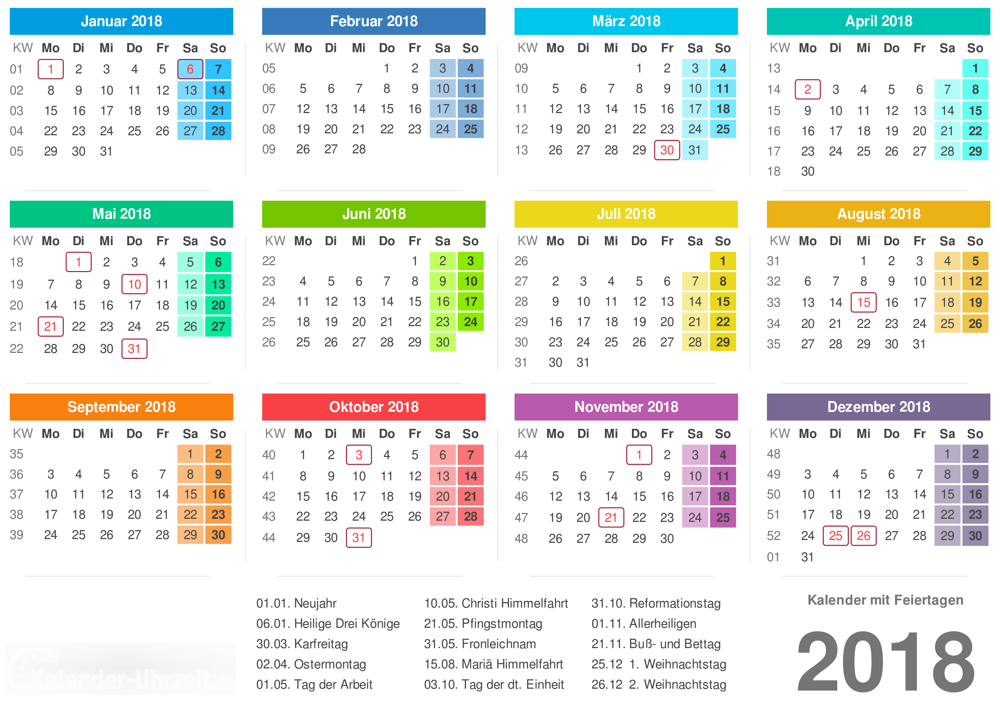 Januar 2018
KW Mo Di Mi Do Fr Sa So
01 1 2 3 4 5 6 7
02 8 9 10 11 12 13 14
03 15 16 17 18 19 20 21
04 22 23 24 25 26 27 28
05 29 30 31
Februar 2018
KW Mo Di Mi Do Fr Sa So
05 1 2 3 4
06 5 6 7 8 9 10 11
07 12 13 14 15 16 17 18
08 19 20 21 22 23 24 25
09 26 27 28
März 2018
KW Mo Di Mi Do Fr Sa So
09 1 2 3 4
10 5 6 7 8 9 10 11
11 12 13 14 15 16 17 18
12 19 20 21 22 23 24 25
13 26 27 28 29 30 31
April 2018
KW Mo Di Mi Do Fr Sa So
13 1
14 2 3 4 5 6 7 8
15 9 10 11 12 13 14 15
16 16 17 18 19 20 21 22
17 23 24 25 26 27 28 29
18 30
Mai 2018
KW Mo Di Mi Do Fr Sa So
18 1 2 3 4 5 6
19 7 8 9 10 11 12 13
20 14 15 16 17 18 19 20
21 21 22 23 24 25 26 27
22 28 29 30 31
Juni 2018
KW Mo Di Mi Do Fr Sa So
22 1 2 3
23 4 5 6 7 8 9 10
24 11 12 13 14 15 16 17
25 18 19 20 21 22 23 24
26 25 26 27 28 29 30
Juli 2018
KW Mo Di Mi Do Fr Sa So
26 1
27 2 3 4 5 6 7 8
28 9 10 11 12 13 14 15
29 16 17 18 19 20 21 22
30 23 24 25 26 27 28 29
31 30 31
August 2018
KW Mo Di Mi Do Fr Sa So
31 1 2 3 4 5
32 6 7 8 9 10 11 12
33 13 14 15 16 17 18 19
34 20 21 22 23 24 25 26
35 27 28 29 30 31
September 2018
KW Mo Di Mi Do Fr Sa So
35 1 2
36 3 4 5 6 7 8 9
37 10 11 12 13 14 15 16
38 17 18 19 20 21 22 23
39 24 25 26 27 28 29 30
Oktober 2018
KW Mo Di Mi Do Fr Sa So
40 1 2 3 4 5 6 7
41 8 9 10 11 12 13 14
42 15 16 17 18 19 20 21
43 22 23 24 25 26 27 28
44 29 30 31
November 2018
KW Mo Di Mi Do Fr Sa So
44 1 2 3 4
45 5 6 7 8 9 10 11
46 12 13 14 15 16 17 18
47 19 20 21 22 23 24 25
48 26 27 28 29 30
Dezember 2018
KW Mo Di Mi Do Fr Sa So
48 1 2
49 3 4 5 6 7 8 9
50 10 11 12 13 14 15 16
51 17 18 19 20 21 22 23
52 24 25 26 27 28 29 30
01 31
Kalender-Uhrzeit.de
01.01. Neujahr
06.01. Heilige Drei Könige
30.03. Karfreitag
02.04. Ostermontag
01.05. Tag der Arbeit
10.05. Christi Himmelfahrt
21.05. Pfingstmontag
31.05. Fronleichnam
15.08. Mariä Himmelfahrt
03.10. Tag der dt. Einheit
31.10. Reformationstag
01.11. Allerheiligen
21.11. Buß- und Bettag
25.12 1. Weihnachtstag
26.12 2. Weihnachtstag
Kalender mit Feiertagen
2018